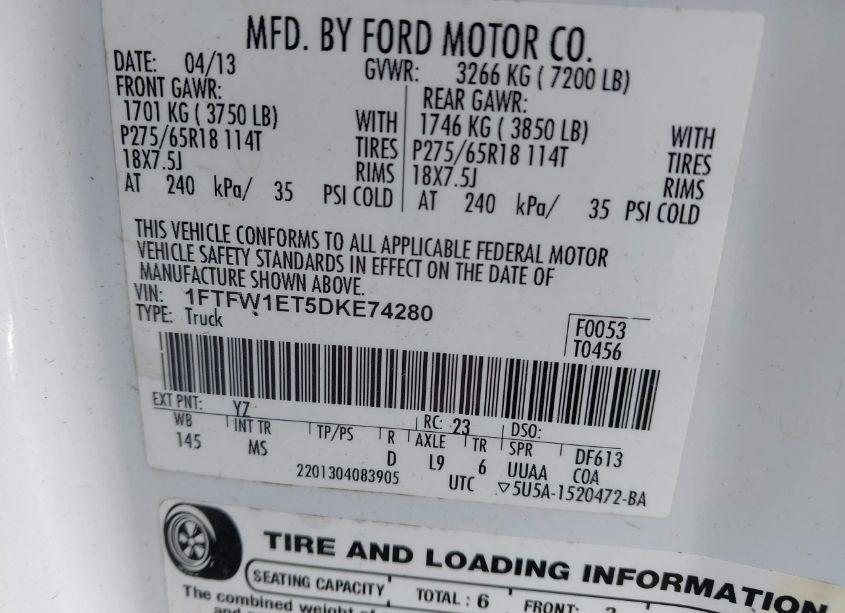 MFD. BY FORD MOTOR CO.
DATE: 04/13 GVWR: 3266 KG ( 7200 LB)
FRONT GAWR: REAR GAWR:
1701 KG ( 3750 LB) WITH 1746 KG ( 3850 LB) WITH
P275/65R18 114T TIRES P275/65R18 114T TIRES
18X7.5J RIMS 18X7.5J RIMS
AT 240 kPa/ 35 PSI COLD AT 240 kPa/ 35 PSI COLD
THIS VEHICLE CONFORMS TO ALL APPLICABLE FEDERAL MOTOR
VEHICLE SAFETY STANDARDS IN EFFECT ON THE DATE OF
MANUFACTURE SHOWN ABOVE.
VIN: 1FTFW1ET5DKE74280
TYPE: Truck
F0053
T0456
EXT PNT: YZ RC: 23 DSO:
WB INT TR TP/PS R AXLE TR SPR DF613
145 MS D L9 6 UUAA COA
2201304083905 UTC ▽5U5A-1520472-BA
TIRE AND LOADING INFORMATION
SEATING CAPACITY TOTAL : 6 FRONT:
The combined weight of